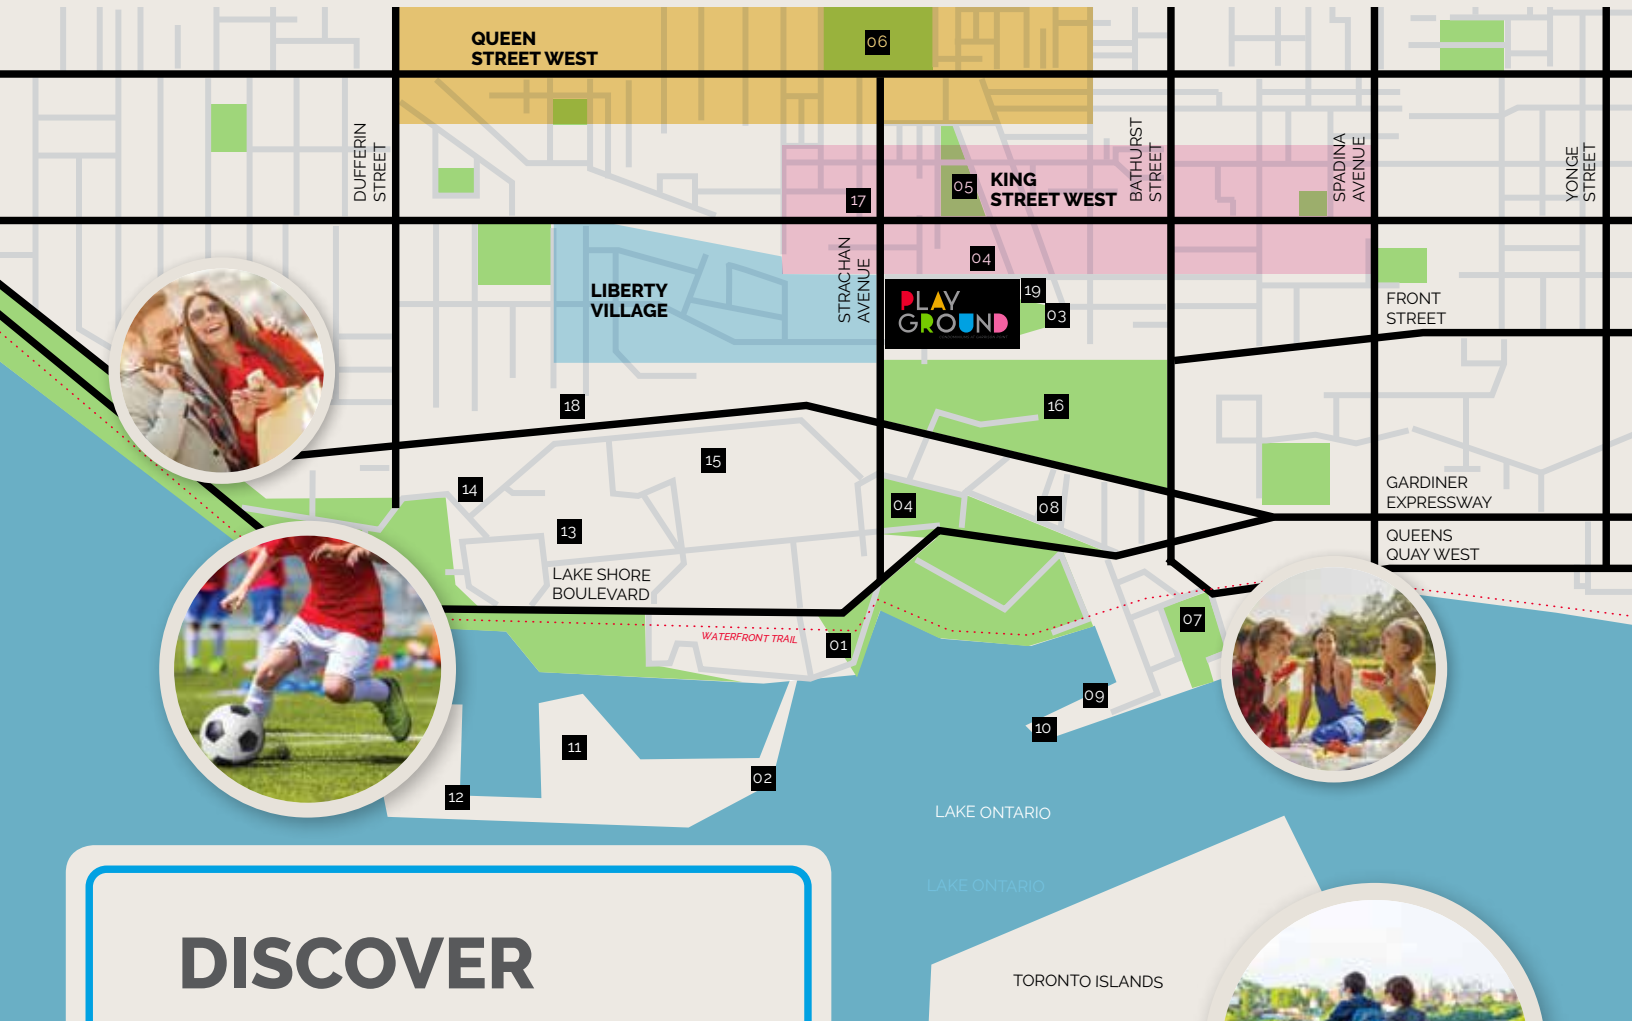 QUEEN
STREET WEST
06
DUFFERIN
STREET
BATHURST
STREET
SPADINA
AVENUE
YONGE
STREET
17
05
KING
STREET WEST
STRACHAN
AVENUE
04
LIBERTY
VILLAGE
PLAY
GROUND
19
03
FRONT
STREET
18
16
15
14
04
08
GARDINER
EXPRESSWAY
13
QUEENS
QUAY WEST
LAKE SHORE
BOULEVARD
WATERFRONT TRAIL
01
07
09
10
11
02
12
LAKE ONTARIO
LAKE ONTARIO
DISCOVER
TORONTO ISLANDS